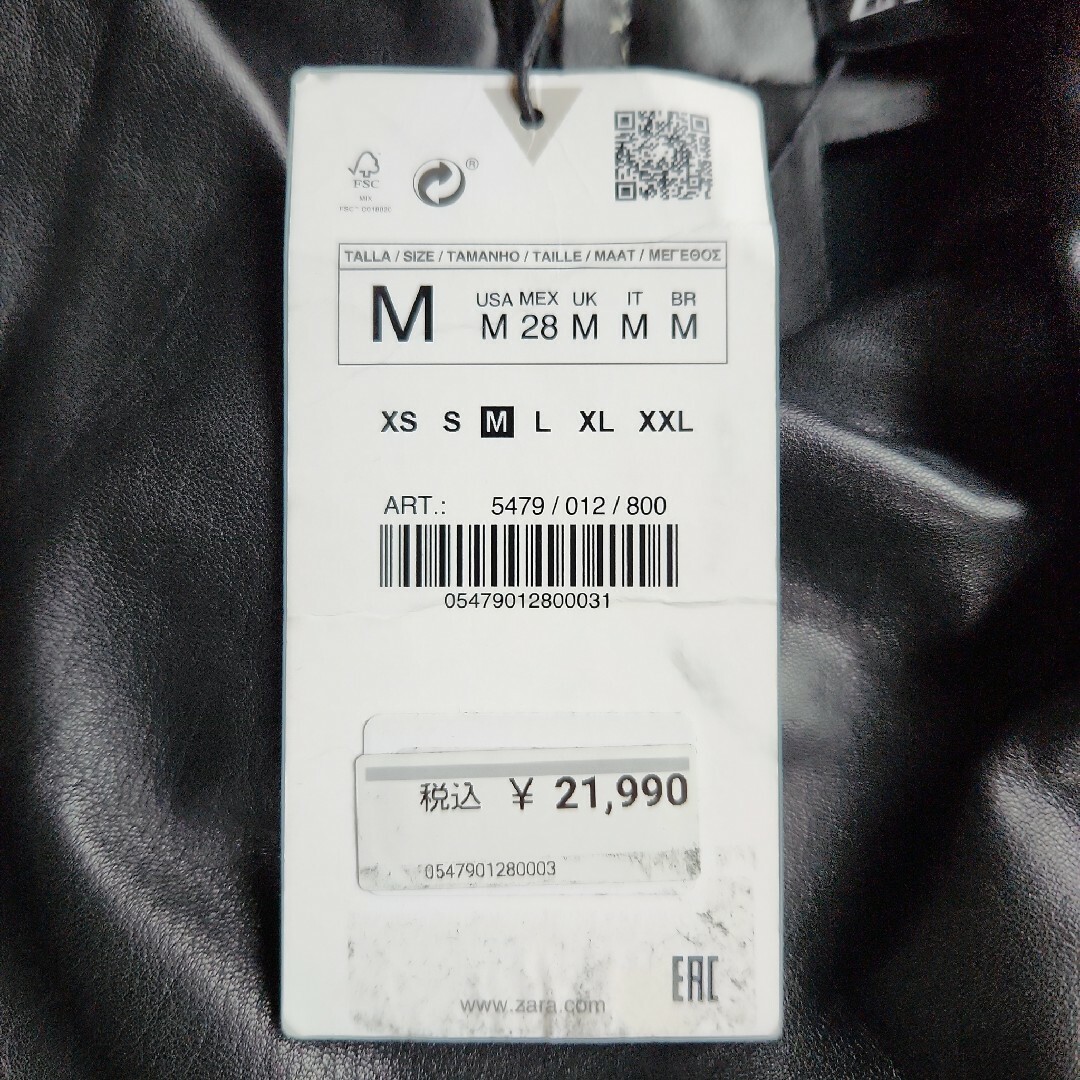 FSC
MIX
®
TALLA / SIZE / TAMANHO / TAILLE / MAAT / ΜΕΓΕΘΟΣ
M
USA MEX UK IT BR
M 28 M M M
XS S M L XL XXL
ART.: 5479 / 012 / 800
05479012800031
税込 ¥ 21,990
0547901280003
EAC
www.zara.com